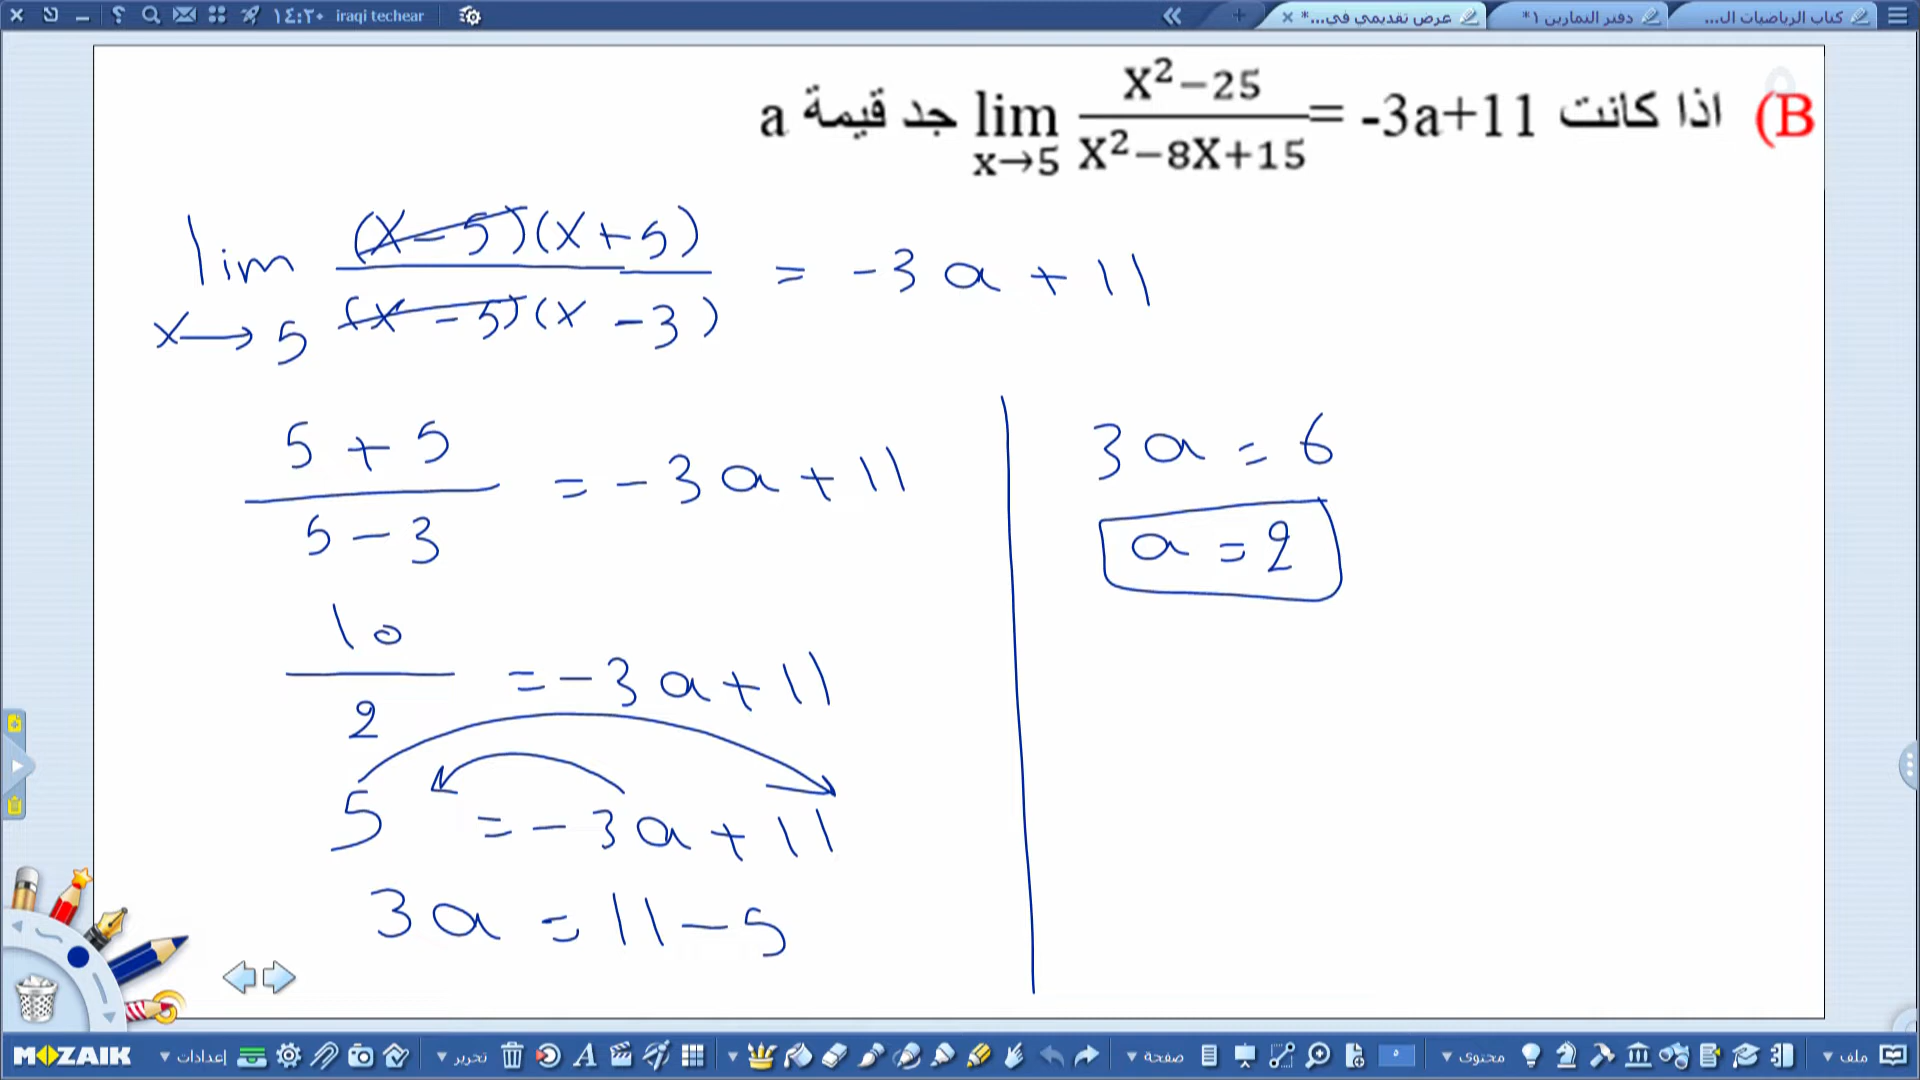 ١٤:٢٠ iraqi techear
عرض تقديمي في...*
دفتر التمارين ١*
كتاب الرياضيات ال...
B) اذا كانت lim x→5 (X²−25)/(X²−8X+15) = -3a+11 جد قيمة a
lim x→5 (x-5)(x+5)/(x-5)(x-3) = -3a+11
(5+5)/(5-3) = -3a+11
10/2 = -3a+11
5 = -3a+11
3a = 11-5
3a = 6
a = 2
MOZAIK إعدادات تحرير صفحة ٥ محتوى ملف